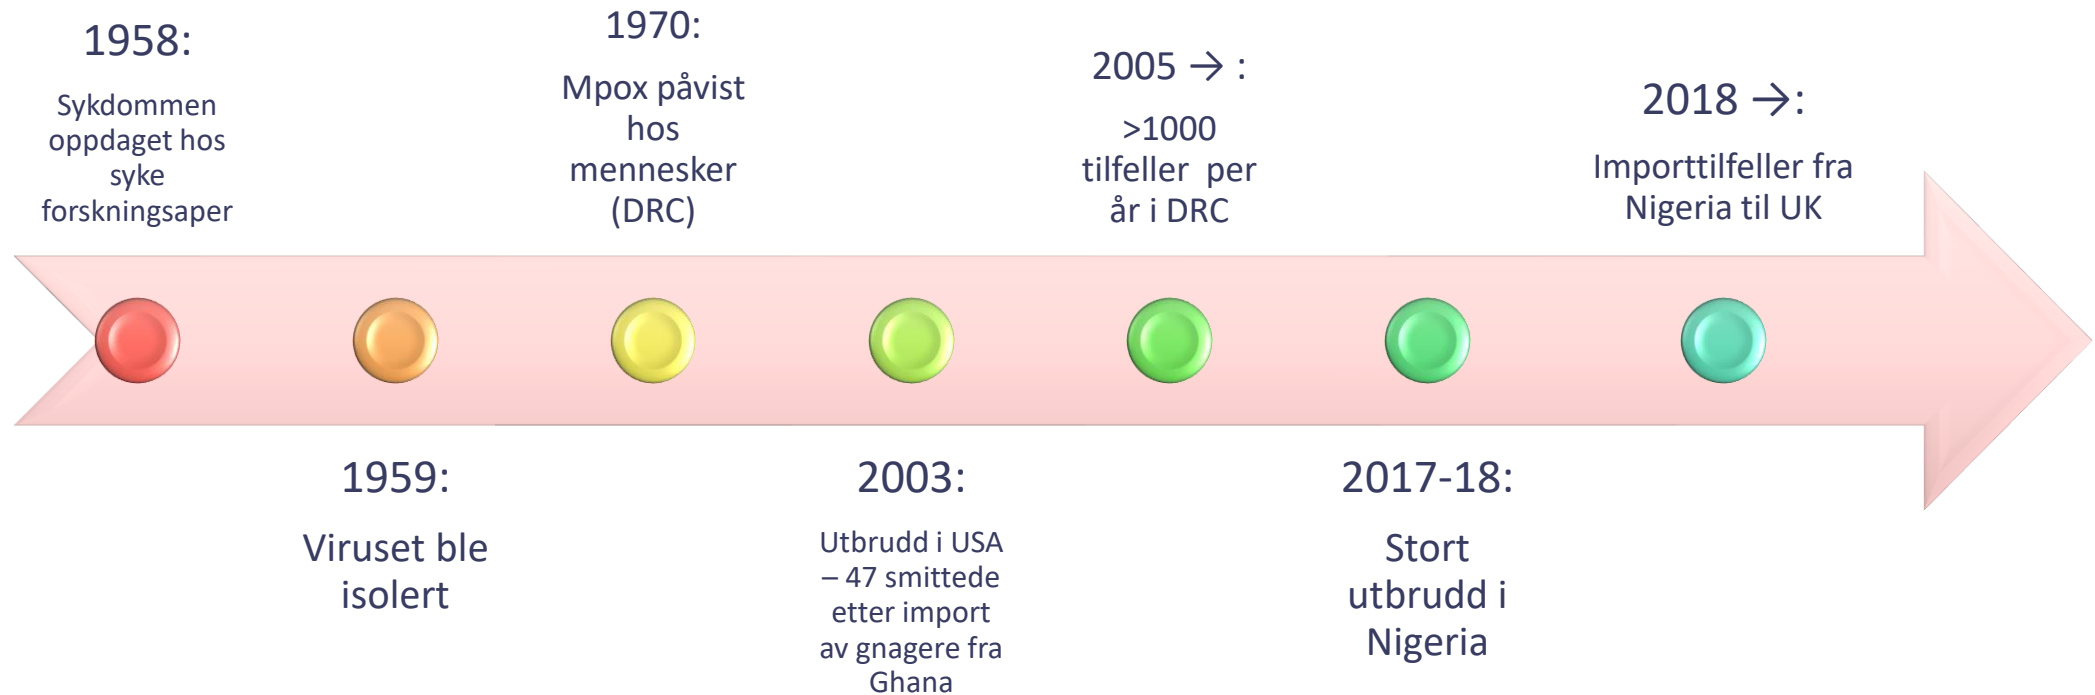 1958:
Sykdommen
oppdaget hos
syke
forskningsaper
1959:
Viruset ble
isolert
1970:
Mpox påvist
hos
mennesker
(DRC)
2003:
Utbrudd i USA
– 47 smittede
etter import
av gnagere fra
Ghana
2005 → :
>1000
tilfeller  per
år i DRC
2017-18:
Stort
utbrudd i
Nigeria
2018 →:
Importtilfeller fra
Nigeria til UK